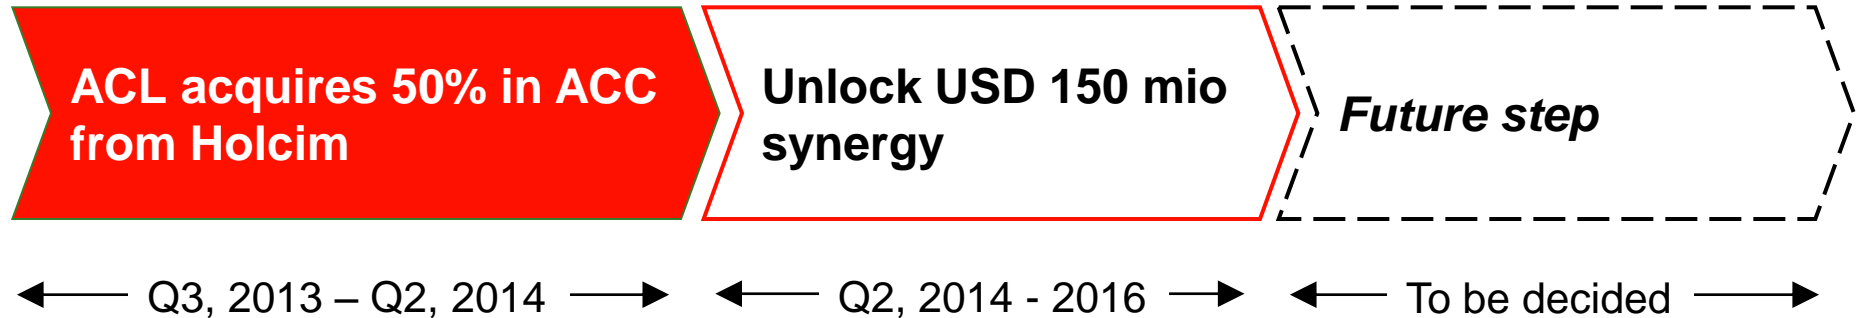 ACL acquires 50% in ACC
from Holcim
Unlock USD 150 mio
synergy
Future step
Q3, 2013 – Q2, 2014
Q2, 2014 - 2016
To be decided